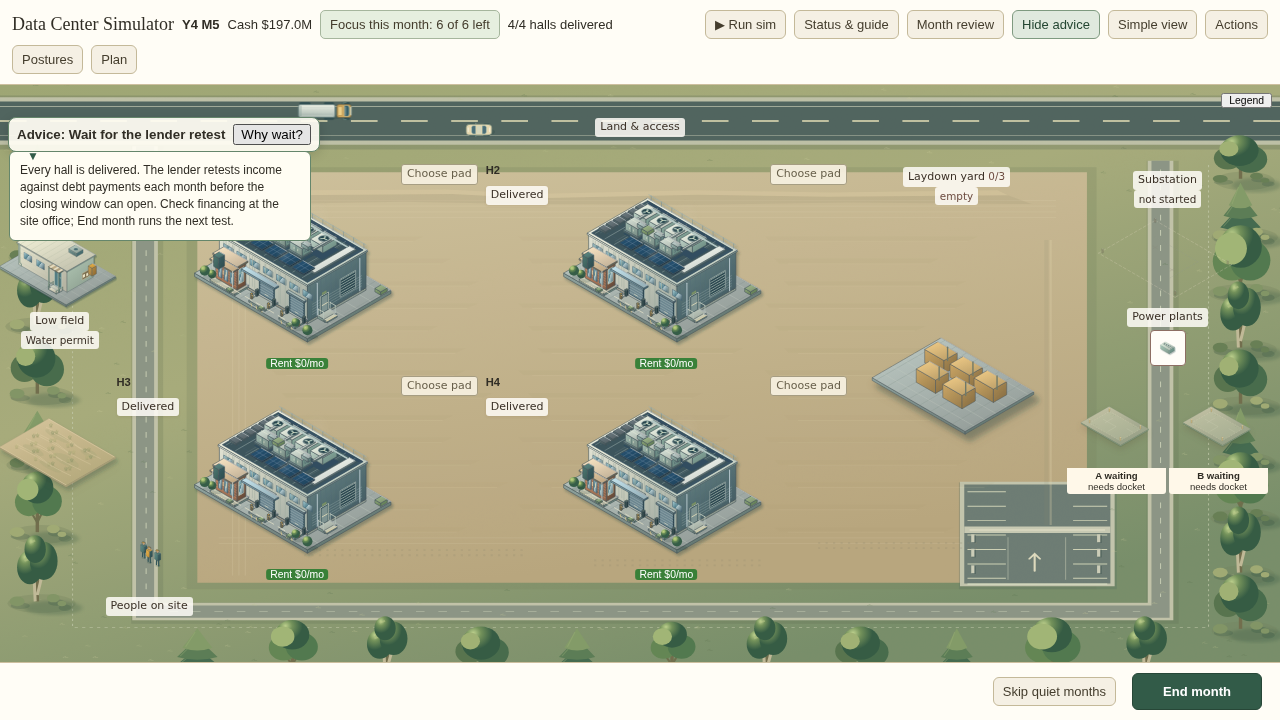 Data Center Simulator Y4 M5 Cash $197.0M Focus this month: 6 of 6 left 4/4 halls delivered ▶ Run sim Status & guide Month review Hide advice Simple view Actions
Postures Plan
Legend
Land & access
Advice: Wait for the lender retest Why wait?
Every hall is delivered. The lender retests income
against debt payments each month before the
closing window can open. Check financing at the
site office; End month runs the next test.
Choose pad H2 Choose pad
Delivered
Laydown yard 0/3
empty
Substation
not started
Low field
Water permit
Power plants
Rent $0/mo Rent $0/mo
H3 Choose pad H4 Choose pad
Delivered Delivered
A waiting
needs docket
B waiting
needs docket
Rent $0/mo Rent $0/mo
People on site
Skip quiet months End month